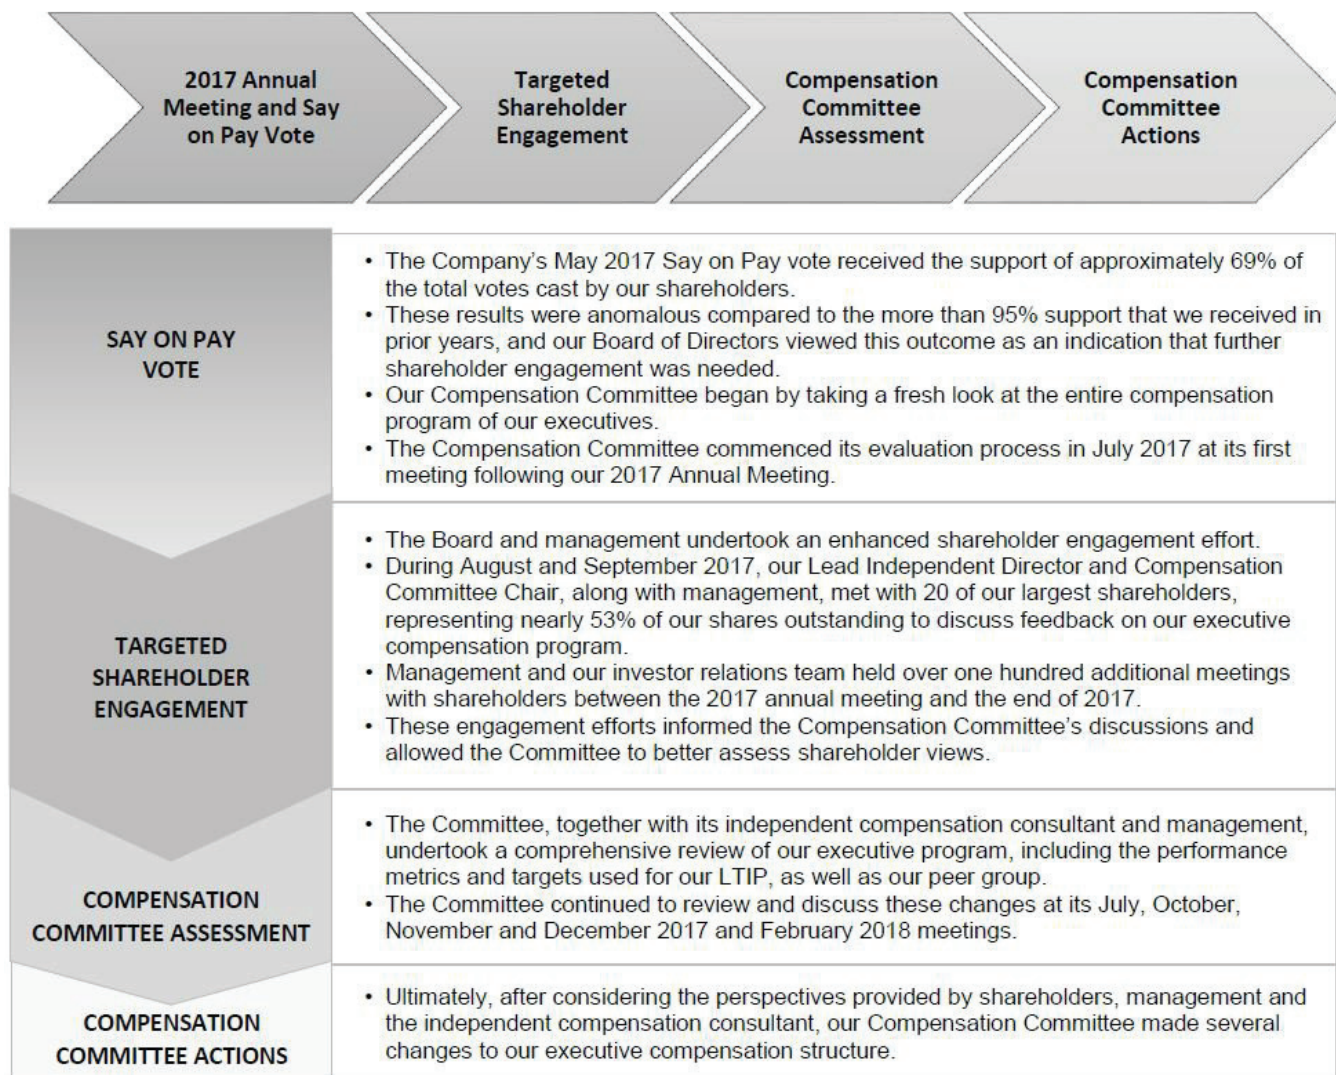 2017 Annual
Meeting and Say
on Pay Vote
Targeted
Shareholder
Engagement
Compensation
Committee
Assessment
Compensation
Committee
Actions
SAY ON PAY
VOTE
• The Company's May 2017 Say on Pay vote received the support of approximately 69% of
the total votes cast by our shareholders.
• These results were anomalous compared to the more than 95% support that we received in
prior years, and our Board of Directors viewed this outcome as an indication that further
shareholder engagement was needed.
• Our Compensation Committee began by taking a fresh look at the entire compensation
program of our executives.
• The Compensation Committee commenced its evaluation process in July 2017 at its first
meeting following our 2017 Annual Meeting.
TARGETED
SHAREHOLDER
ENGAGEMENT
• The Board and management undertook an enhanced shareholder engagement effort.
• During August and September 2017, our Lead Independent Director and Compensation
Committee Chair, along with management, met with 20 of our largest shareholders,
representing nearly 53% of our shares outstanding to discuss feedback on our executive
compensation program.
• Management and our investor relations team held over one hundred additional meetings
with shareholders between the 2017 annual meeting and the end of 2017.
• These engagement efforts informed the Compensation Committee's discussions and
allowed the Committee to better assess shareholder views.
COMPENSATION
COMMITTEE ASSESSMENT
• The Committee, together with its independent compensation consultant and management,
undertook a comprehensive review of our executive program, including the performance
metrics and targets used for our LTIP, as well as our peer group.
• The Committee continued to review and discuss these changes at its July, October,
November and December 2017 and February 2018 meetings.
COMPENSATION
COMMITTEE ACTIONS
• Ultimately, after considering the perspectives provided by shareholders, management and
the independent compensation consultant, our Compensation Committee made several
changes to our executive compensation structure.